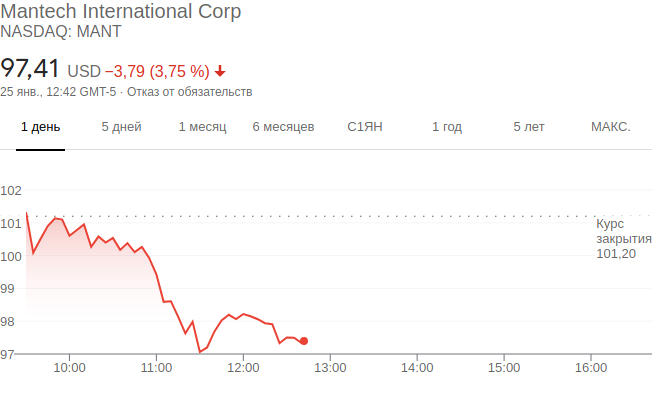 Mantech International Corp
NASDAQ: MANT
97,41 USD −3,79 (3,75 %)
25 янв., 12:42 GMT-5 · Отказ от обязательств
1 день 5 дней 1 месяц 6 месяцев С1ЯН 1 год 5 лет МАКС.
102
101
100
99
98
97
Курс
закрытия
101,20
10:00 11:00 12:00 13:00 14:00 15:00 16:00